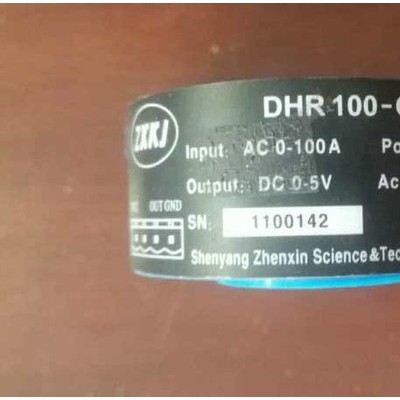 ZXKJ
DHR 100-
Input: AC 0-100A
Output: DC 0-5V
OUT GND
SN: 1100142
Shenyang Zhenxin Science&Tec